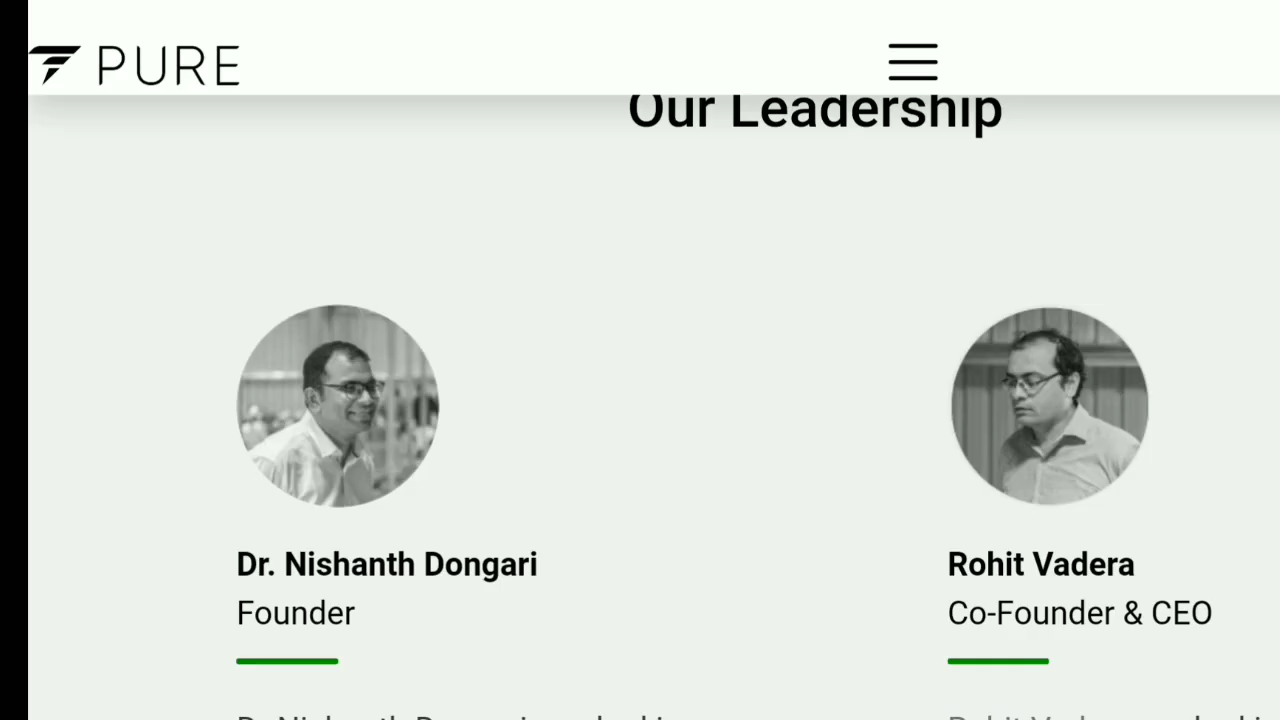 PURE
Our Leadership
Dr. Nishanth Dongari
Founder
Rohit Vadera
Co-Founder & CEO